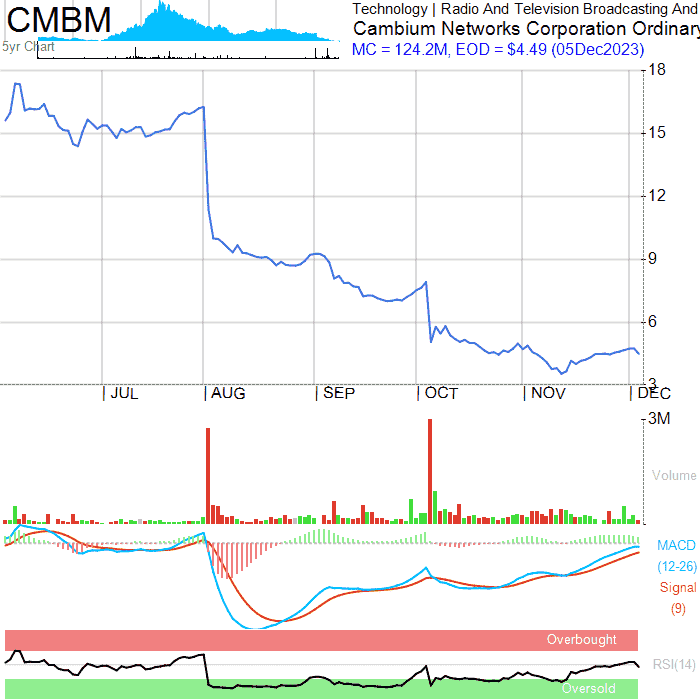 CMBM
5yr Chart
Technology | Radio And Television Broadcasting And
Cambium Networks Corporation Ordinary
MC = 124.2M, EOD = $4.49 (05Dec2023)
18
15
12
9
6
3
JUL
AUG
SEP
OCT
NOV
DEC
3M
Volume
MACD
(12-26)
Signal
(9)
Overbought
RSI(14)
Oversold